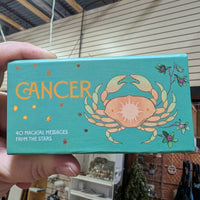 CANCER
40 MAGICAL MESSAGES
FROM THE STARS